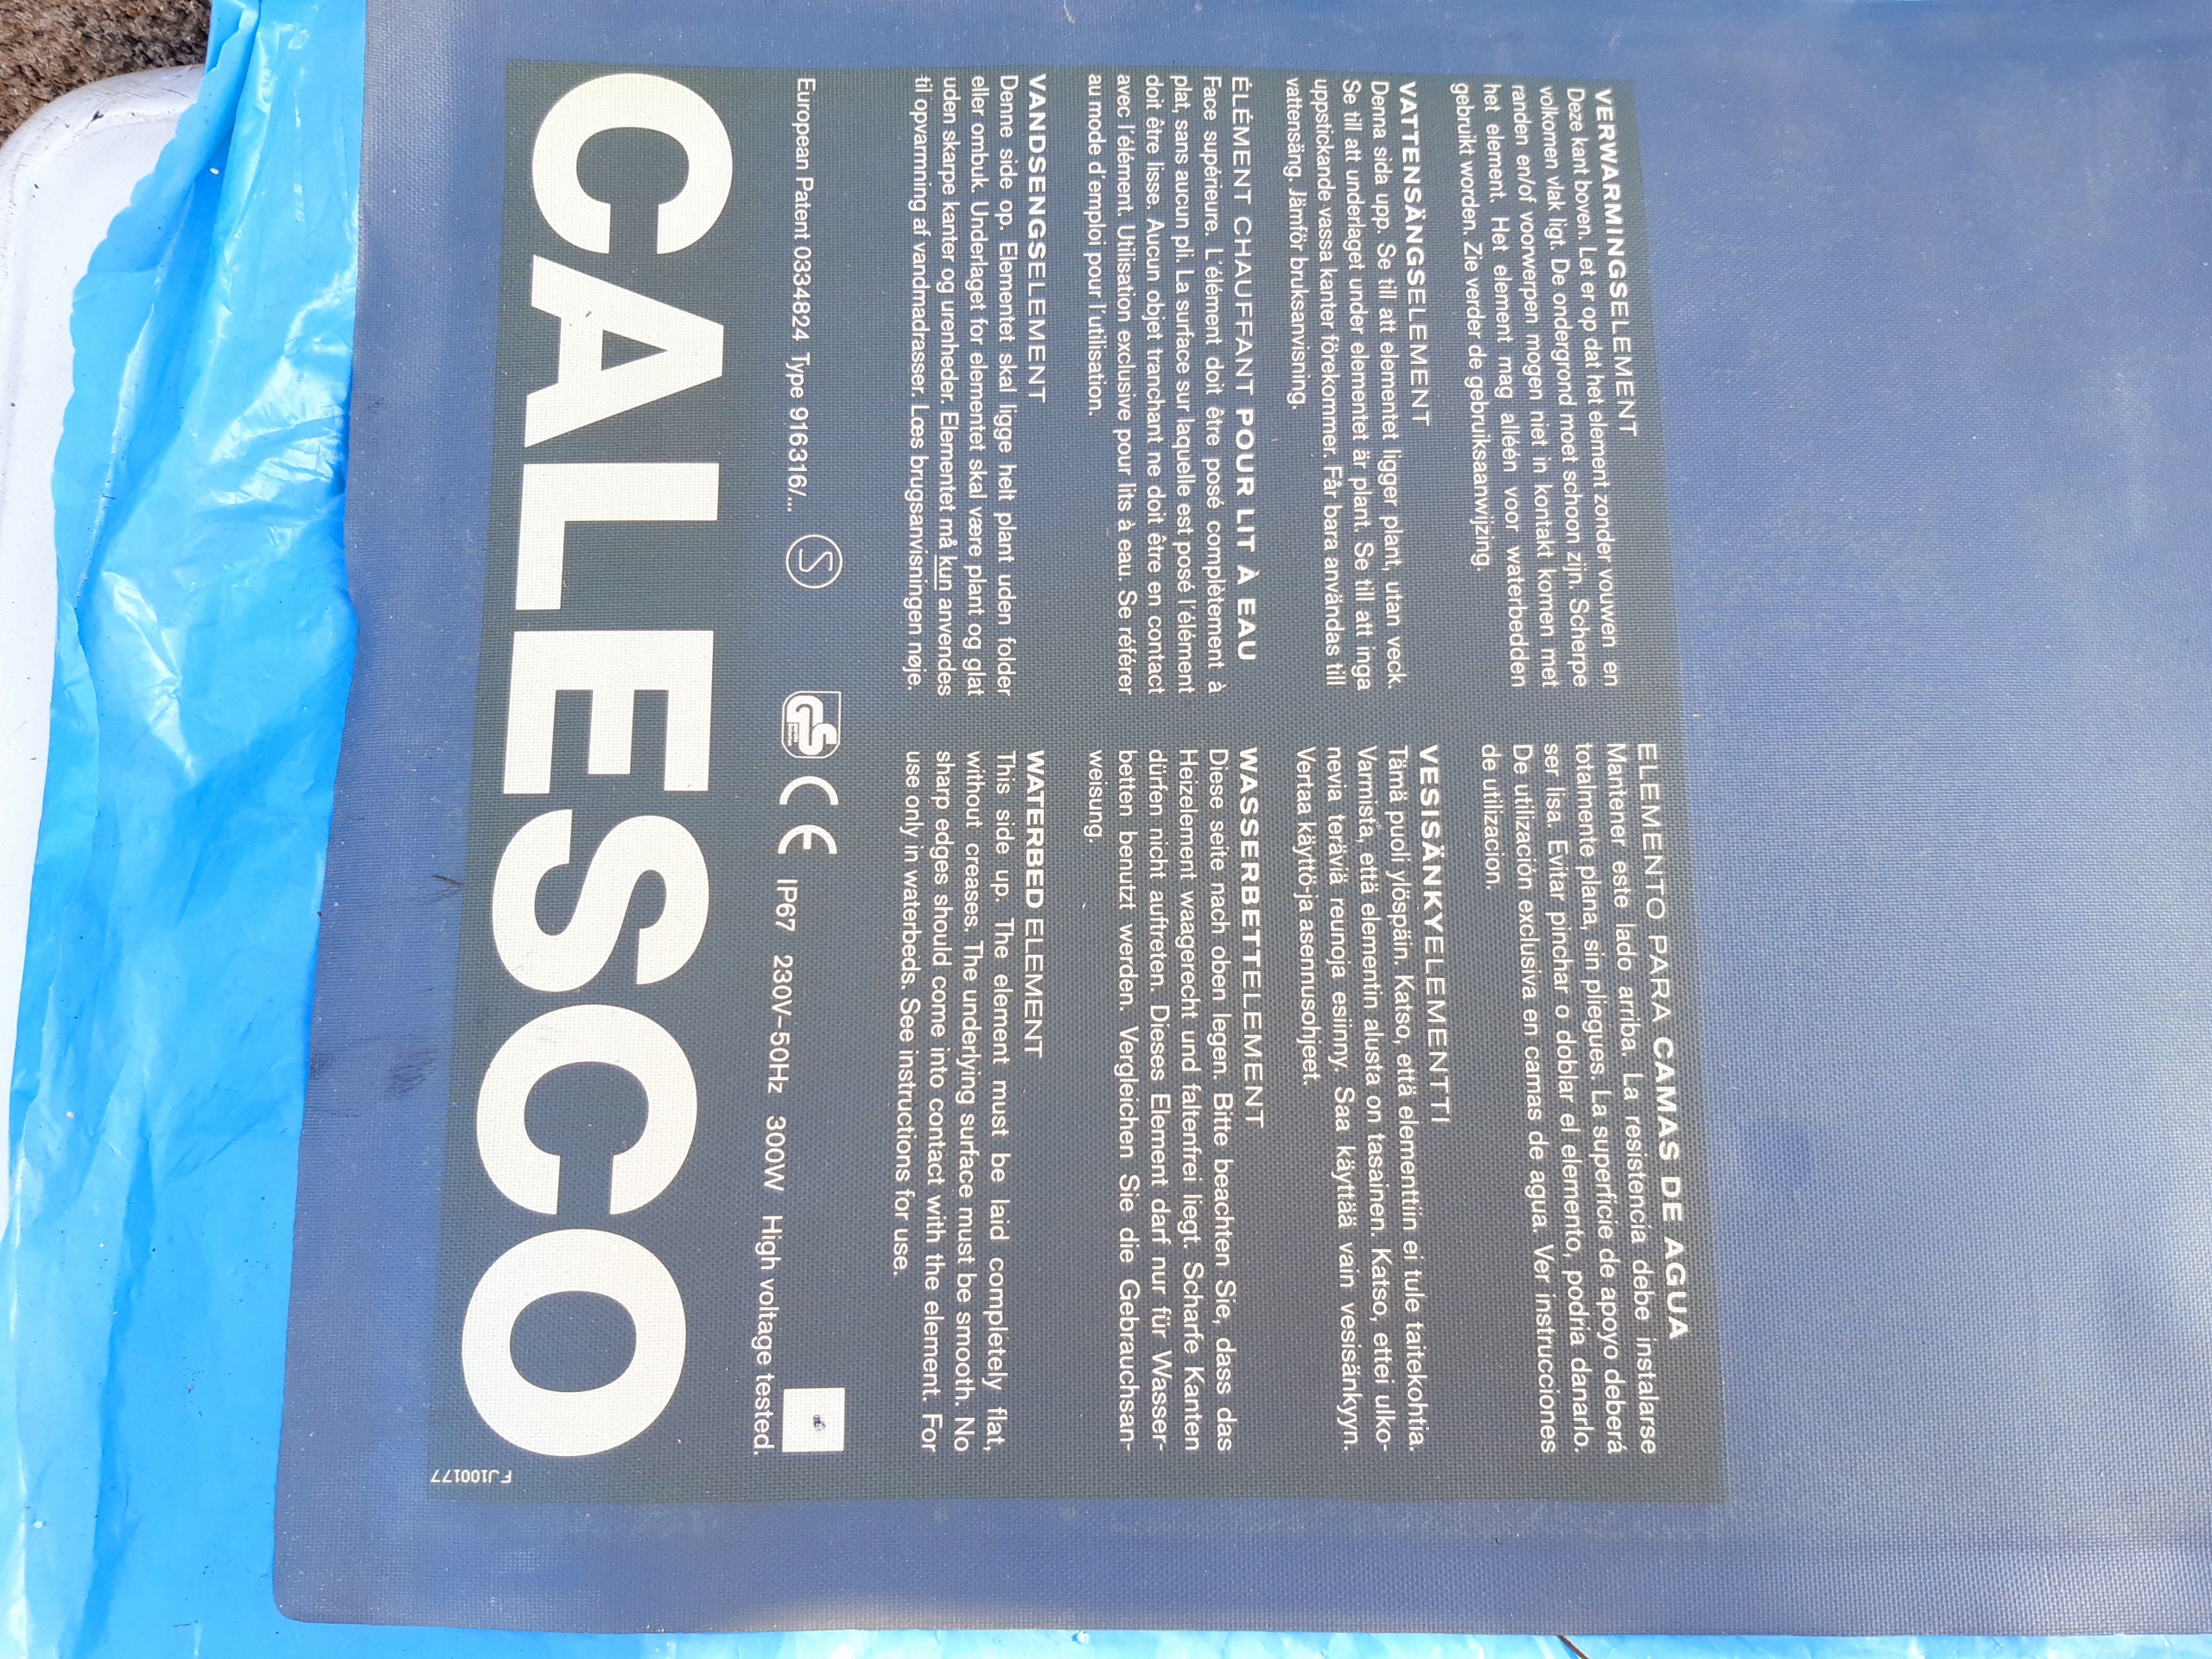 VERWARMINGSELEMENT
Deze kant boven. Let er op dat het element zonder vouwen en
volkomen vlak ligt. De ondergrond moet schoon zijn. Scherpe
randen en/of voorwerpen mogen niet in kontakt komen met
het element. Het element mag alléén voor waterbedden
gebruikt worden. Zie verder de gebruiksaanwijzing.
VATTENSÄNGSELEMENT
Denna sida upp. Se till att elementet ligger plant, utan veck.
Se till att underlaget under elementet är plant. Se till att inga
uppstickande vassa kanter förekommer. Får bara användas till
vattensäng. Jämför bruksanvisning.
ÉLÉMENT CHAUFFANT POUR LIT À EAU
Face supérieure. L'élément doit être posé complètement à
plat, sans aucun pli. La surface sur laquelle est posé l'élément
doit être lisse. Aucun objet tranchant ne doit être en contact
avec l'élément. Utilisation exclusive pour lits à eau. Se référer
au mode d'emploi pour l'utilisation.
VANDSENGSELEMENT
Denne side op. Elementet skal ligge helt plant uden folder
eller ombuk. Underlaget for elementet skal være plant og glat
uden skarpe kanter og urenheder. Elementet må kun anvendes
til opvarmning af vandmadrasser. Lœs brugsanvisningen nøje.
ELEMENTO PARA CAMAS DE AGUA
Mantener este lado arriba. La resistencia debe instalarse
totalmente plana, sin pliegues. La superficie de apoyo deberá
ser lisa. Evitar pinchar o doblar el elemento, podria danarlo.
De utilización exclusiva en camas de agua. Ver instrucciones
de utilizacion.
VESISÄNKYELEMENTTI
Tämä puoli ylöspäin. Katso, että elementtiin ei tule taitekohtia.
Varmista, että elementin alusta on tasainen. Katso, ettei ulko-
nevia teräviä reunoja esiinny. Saa käyttää vain vesisänkyyn.
Vertaa käyttö-ja asennusohjeet.
WASSERBETTELEMENT
Diese seite nach oben legen. Bitte beachten Sie, dass das
Heizelement waagerecht und faltenfrei liegt. Scharfe Kanten
dürfen nicht auftreten. Dieses Element darf nur für Wasser-
betten benutzt werden. Vergleichen Sie die Gebrauchsan-
weisung.
WATERBED ELEMENT
This side up. The element must be laid completely flat,
without creases. The underlying surface must be smooth. No
sharp edges should come into contact with the element. For
use only in waterbeds. See instructions for use.
European Patent 0334824 Type 916316/... S GS CE IP67 230V-50Hz 300W High voltage tested.
CALESCO
FJ100177